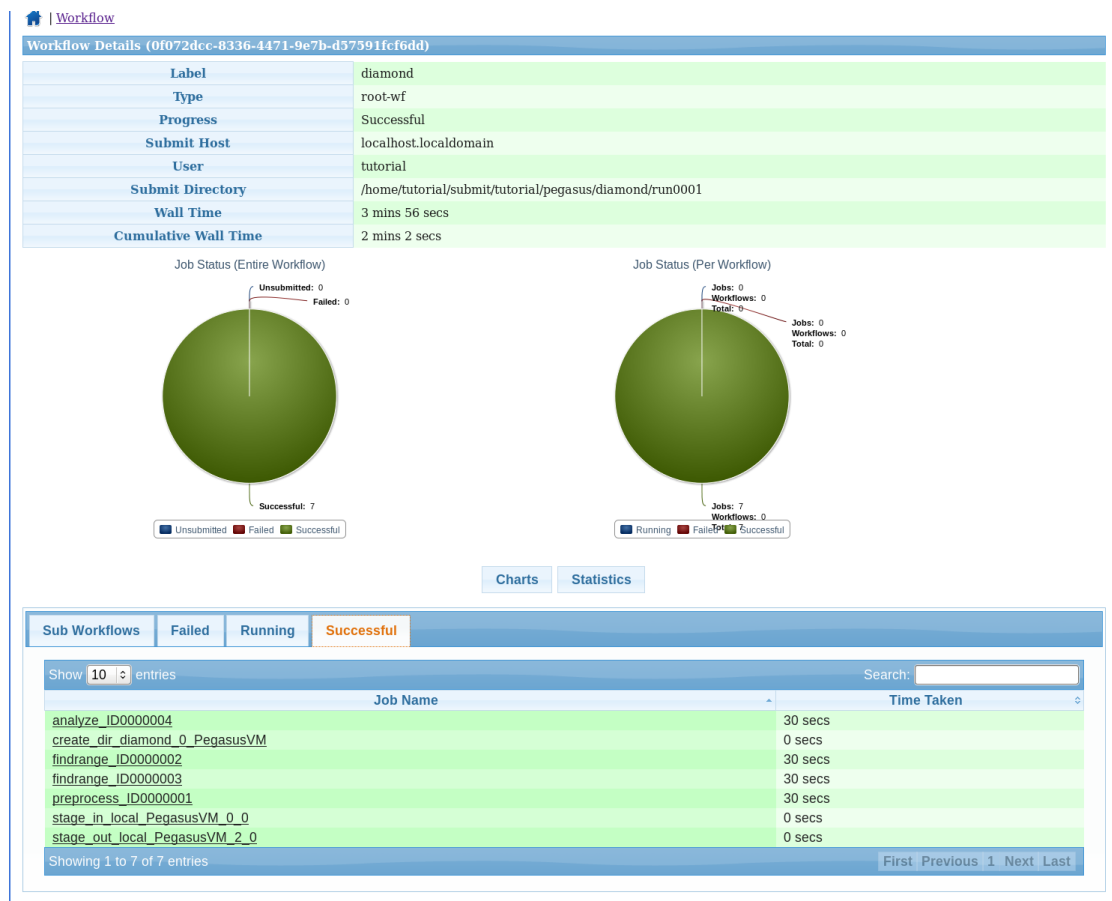 | Workflow
Workflow Details (0f072dcc-8336-4471-9e7b-d57591fcf6dd)
Label diamond
Type root-wf
Progress Successful
Submit Host localhost.localdomain
User tutorial
Submit Directory /home/tutorial/submit/tutorial/pegasus/diamond/run0001
Wall Time 3 mins 56 secs
Cumulative Wall Time 2 mins 2 secs
Job Status (Entire Workflow)
Unsubmitted: 0
Failed: 0
Successful: 7
Unsubmitted Failed Successful
Job Status (Per Workflow)
Jobs: 0
Workflows: 0
Total: 0
Jobs: 0
Workflows: 0
Total: 0
Jobs: 7
Workflows: 0
Total: 7
Running Failed Successful
Charts Statistics
Sub Workflows Failed Running Successful
Show 10 entries Search:
Job Name Time Taken
analyze_ID0000004 30 secs
create_dir_diamond_0_PegasusVM 0 secs
findrange_ID0000002 30 secs
findrange_ID0000003 30 secs
preprocess_ID0000001 30 secs
stage_in_local_PegasusVM_0_0 0 secs
stage_out_local_PegasusVM_2_0 0 secs
Showing 1 to 7 of 7 entries First Previous 1 Next Last